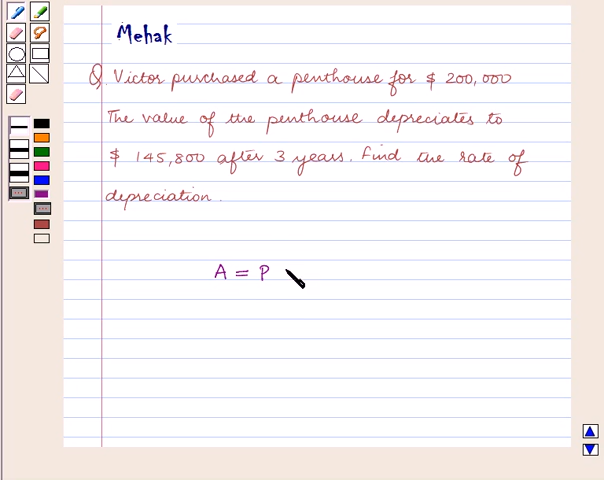 Mehak
Q. Victor purchased a penthouse for $ 200,000
The value of the penthouse depreciates to
$ 145,800 after 3 years. Find the rate of
depreciation.
A = P